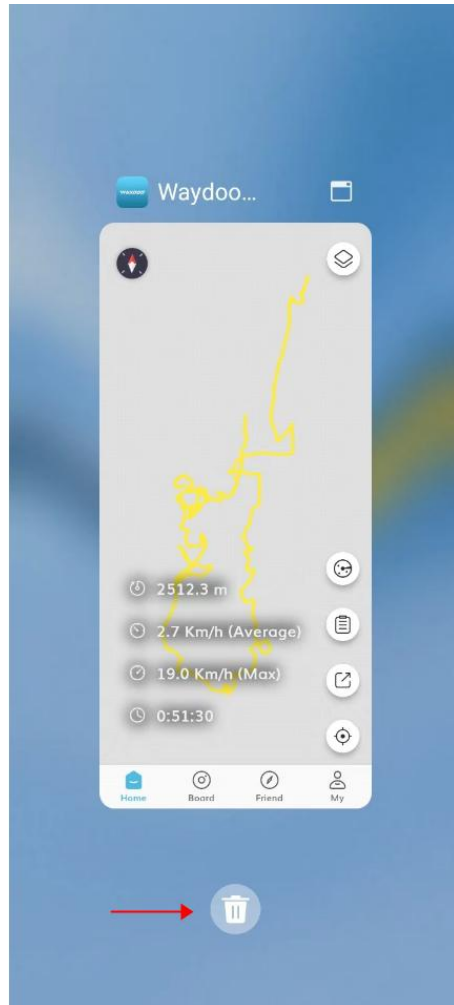 Waydoo...
2512.3 m
2.7 Km/h (Average)
19.0 Km/h (Max)
0:51:30
Home Board Friend My